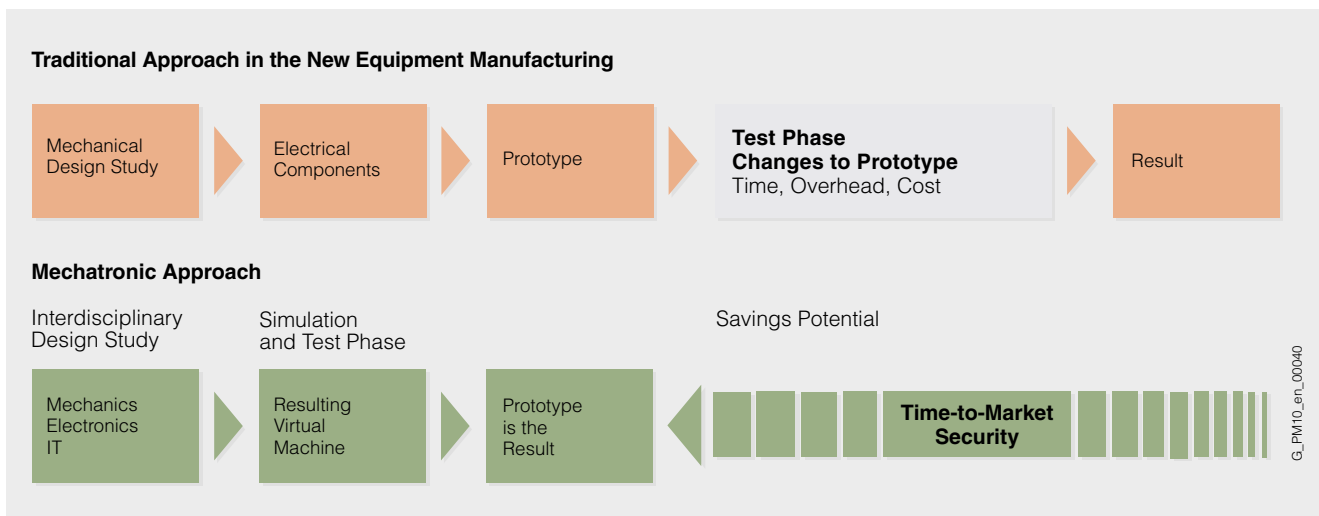 Traditional Approach in the New Equipment Manufacturing
Mechanical
Design Study
Electrical
Components
Prototype
Test Phase
Changes to Prototype
Time, Overhead, Cost
Result
Mechatronic Approach
Interdisciplinary
Design Study
Simulation
and Test Phase
Savings Potential
Mechanics
Electronics
IT
Resulting
Virtual
Machine
Prototype
is the
Result
Time-to-Market
Security
G_PM10_en_00040